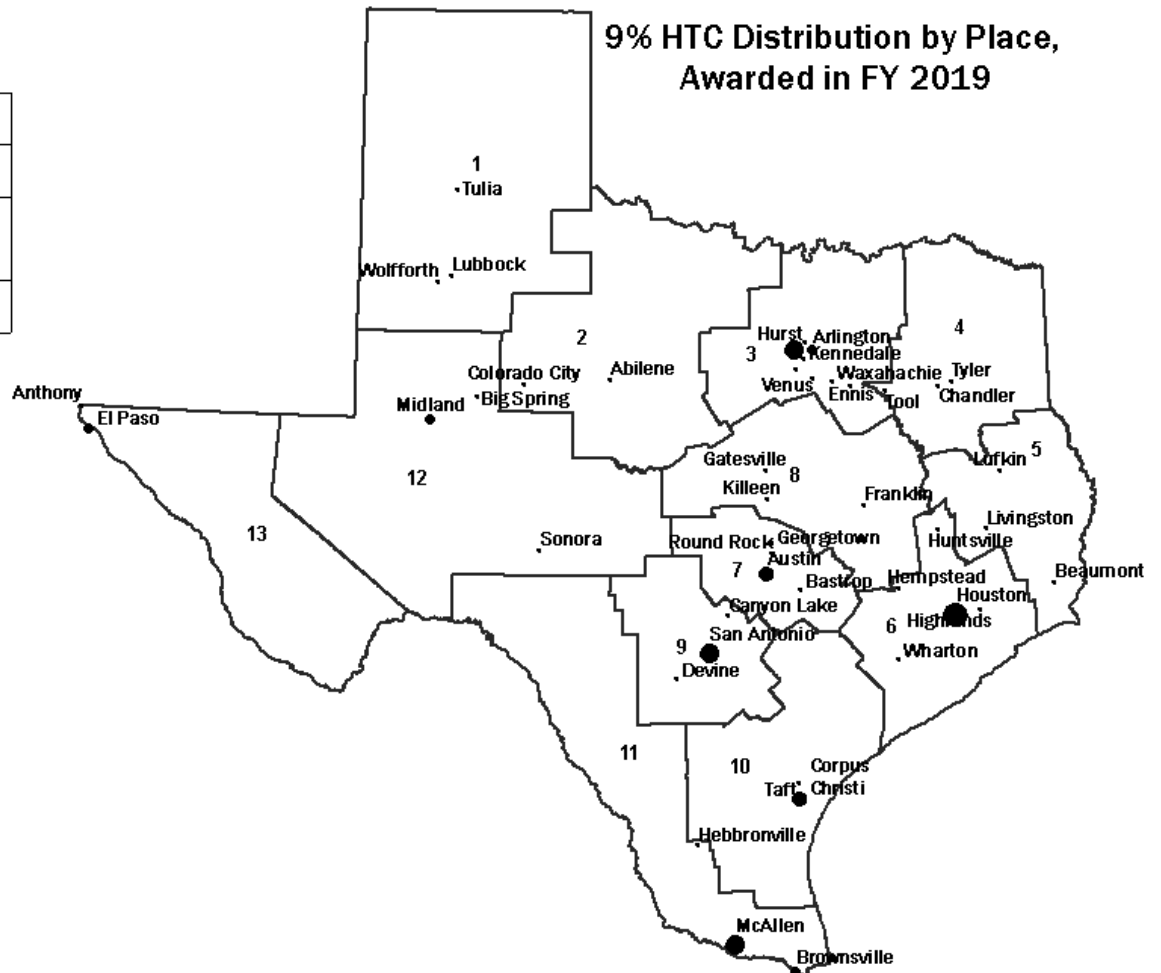 9% HTC Distribution by Place,
Awarded in FY 2019
1
Tulia
Wolfforth
Lubbock
2
Hurst
Arlington
4
3
Kennedale
Colorado City
Abilene
Waxahachie
Tyler
Venus
Ennis
Chandler
Anthony
Midland
Big Spring
Tool
El Paso
5
Gatesville
8
Lufkin
12
Killeen
Franklin
Livingston
13
Sonora
Round Rock
Georgetown
Huntsville
7
Austin
Bastrop
Hempstead
Beaumont
Canyon Lake
Houston
6
Highlands
San Antonio
9
Wharton
Devine
11
10
Corpus
Christi
Taft
Hebbronville
McAllen
Brownsville